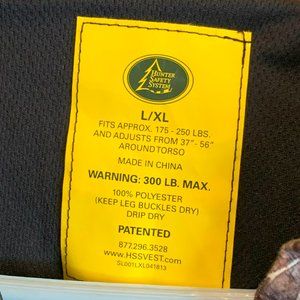 HUNTER
SAFETY
SYSTEM
L/XL
FITS APPROX. 175 - 250 LBS.
AND ADJUSTS FROM 37"- 56"
AROUND TORSO
MADE IN CHINA
WARNING: 300 LB. MAX.
100% POLYESTER
(KEEP LEG BUCKLES DRY)
DRIP DRY
PATENTED
877.296.3528
www.HSSVEST.com
SL001LXL041813